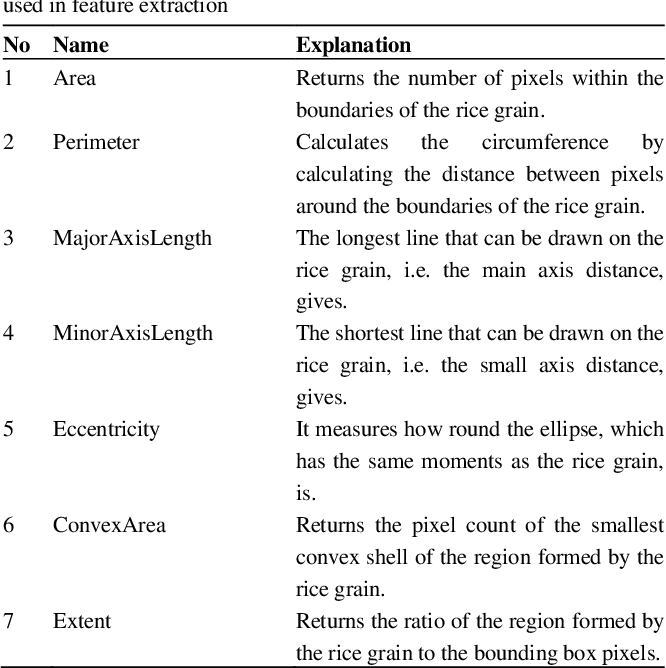 used in feature extraction
No Name Explanation
1 Area Returns the number of pixels within the
boundaries of the rice grain.
2 Perimeter Calculates the circumference by
calculating the distance between pixels
around the boundaries of the rice grain.
3 MajorAxisLength The longest line that can be drawn on the
rice grain, i.e. the main axis distance,
gives.
4 MinorAxisLength The shortest line that can be drawn on the
rice grain, i.e. the small axis distance,
gives.
5 Eccentricity It measures how round the ellipse, which
has the same moments as the rice grain,
is.
6 ConvexArea Returns the pixel count of the smallest
convex shell of the region formed by the
rice grain.
7 Extent Returns the ratio of the region formed by
the rice grain to the bounding box pixels.